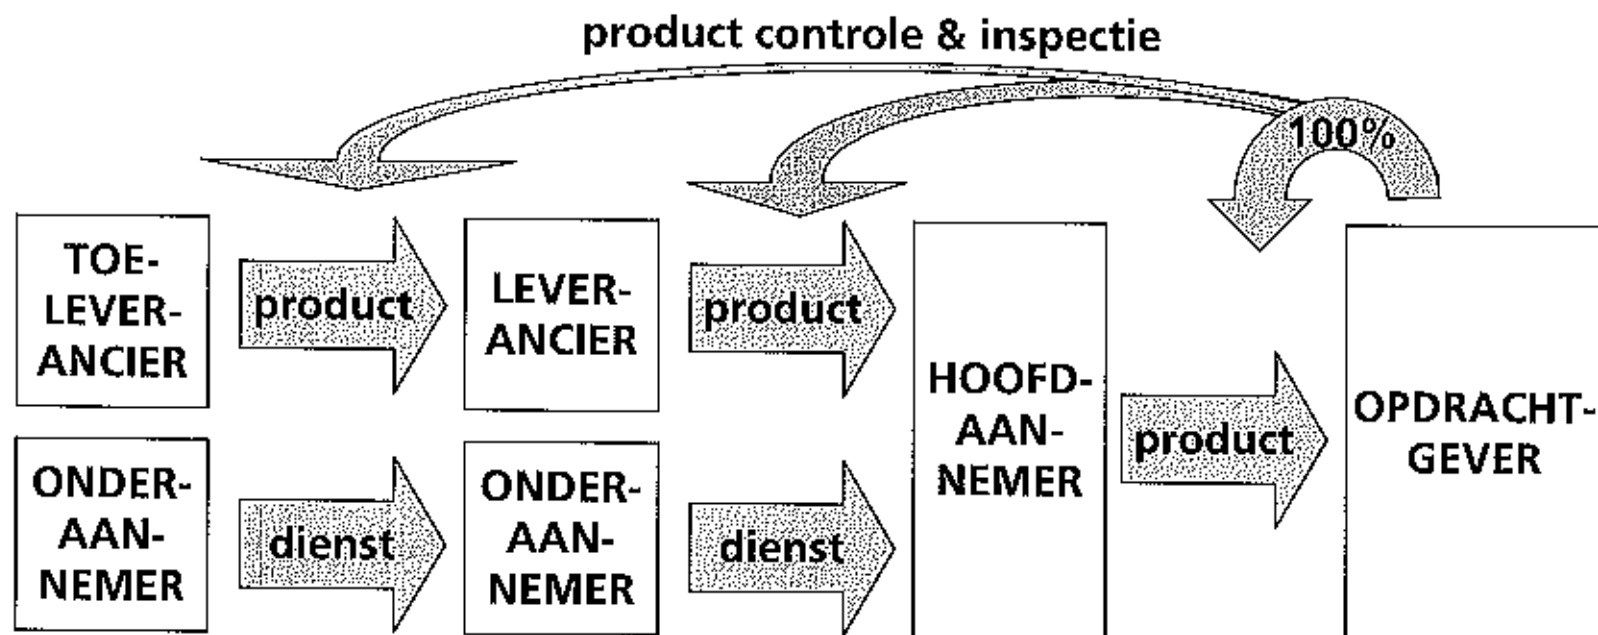 product controle & inspectie
100%
TOE-
LEVER-
ANCIER
product
LEVER-
ANCIER
product
HOOFD-
AAN-
NEMER
product
OPDRACHT-
GEVER
ONDER-
AAN-
NEMER
dienst
ONDER-
AAN-
NEMER
dienst